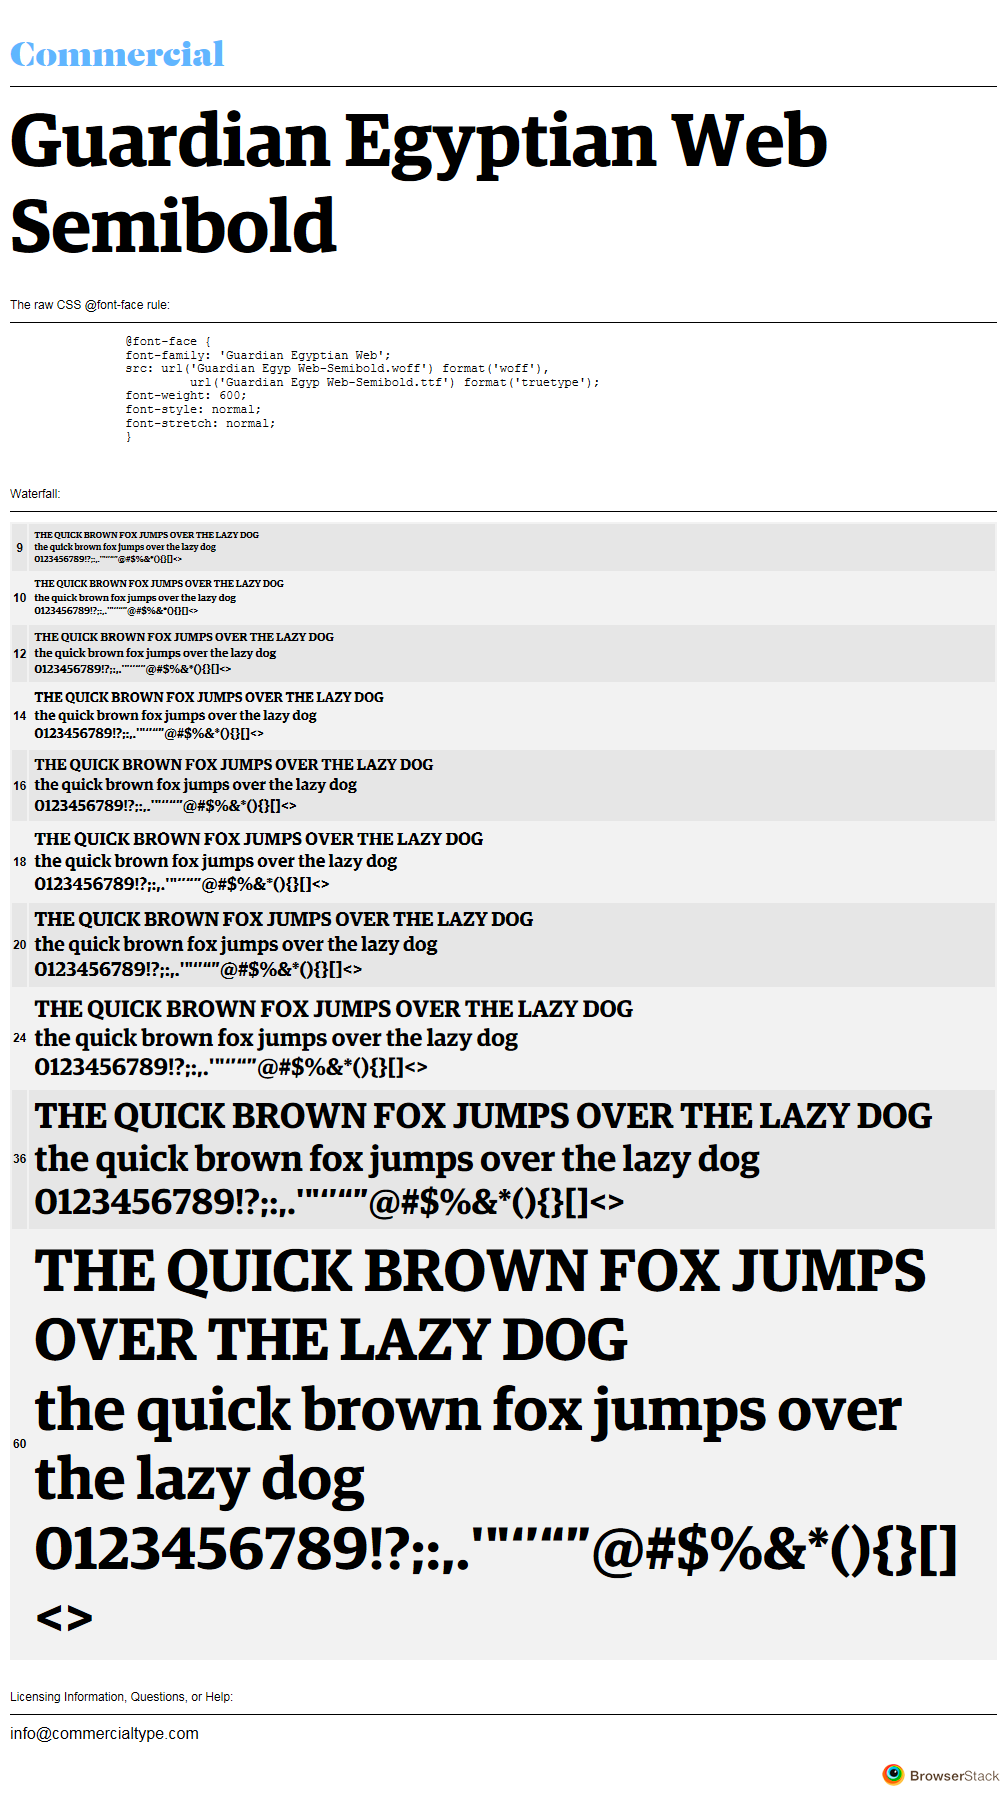 Commercial
Guardian Egyptian Web
Semibold
The raw CSS @font-face rule:
@font-face {
font-family: 'Guardian Egyptian Web';
src: url('Guardian Egyp Web-Semibold.woff') format('woff'),
url('Guardian Egyp Web-Semibold.ttf') format('truetype');
font-weight: 600;
font-style: normal;
font-stretch: normal;
}
Waterfall:
THE QUICK BROWN FOX JUMPS OVER THE LAZY DOG
9 the quick brown fox jumps over the lazy dog
0123456789!?;:,.'"‘’“”@#$%&*(){}[]<>
THE QUICK BROWN FOX JUMPS OVER THE LAZY DOG
10 the quick brown fox jumps over the lazy dog
0123456789!?;:,.'"‘’“”@#$%&*(){}[]<>
THE QUICK BROWN FOX JUMPS OVER THE LAZY DOG
12 the quick brown fox jumps over the lazy dog
0123456789!?;:,.'"‘’“”@#$%&*(){}[]<>
THE QUICK BROWN FOX JUMPS OVER THE LAZY DOG
14 the quick brown fox jumps over the lazy dog
0123456789!?;:,.'"‘’“”@#$%&*(){}[]<>
THE QUICK BROWN FOX JUMPS OVER THE LAZY DOG
16 the quick brown fox jumps over the lazy dog
0123456789!?;:,.'"‘’“”@#$%&*(){}[]<>
THE QUICK BROWN FOX JUMPS OVER THE LAZY DOG
18 the quick brown fox jumps over the lazy dog
0123456789!?;:,.'"‘’“”@#$%&*(){}[]<>
THE QUICK BROWN FOX JUMPS OVER THE LAZY DOG
20 the quick brown fox jumps over the lazy dog
0123456789!?;:,.'"‘’“”@#$%&*(){}[]<>
THE QUICK BROWN FOX JUMPS OVER THE LAZY DOG
24 the quick brown fox jumps over the lazy dog
0123456789!?;:,.'"‘’“”@#$%&*(){}[]<>
THE QUICK BROWN FOX JUMPS OVER THE LAZY DOG
36 the quick brown fox jumps over the lazy dog
0123456789!?;:,.'"‘’“”@#$%&*(){}[]<>
THE QUICK BROWN FOX JUMPS
OVER THE LAZY DOG
the quick brown fox jumps over
60
the lazy dog
0123456789!?;:,.'"‘’“”@#$%&*(){}[]
<>
Licensing Information, Questions, or Help:
info@commercialtype.com
BrowserStack